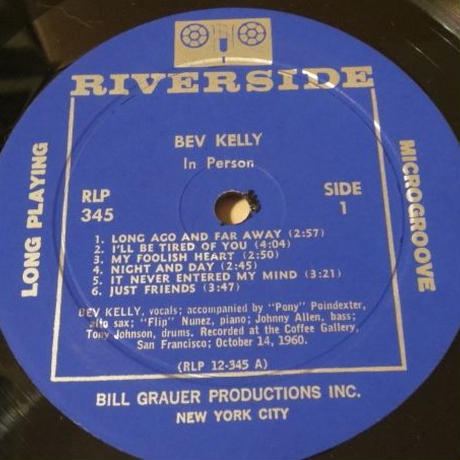 RIVERSIDE
BEV KELLY
In Person
LONG PLAYING
MICROGROOVE
RLP
345
SIDE
1
1. LONG AGO AND FAR AWAY (2:57)
2. I'LL BE TIRED OF YOU (4:04)
3. MY FOOLISH HEART (2:50)
4. NIGHT AND DAY (2:45)
5. IT NEVER ENTERED MY MIND (3:21)
6. JUST FRIENDS (3:47)
BEV KELLY, vocals; accompanied by "Pony" Poindexter,
alto sax; "Flip" Nunez, piano; Johnny Allen, bass;
Tony Johnson, drums. Recorded at the Coffee Gallery,
San Francisco; October 14, 1960.
(RLP 12-345 A)
BILL GRAUER PRODUCTIONS INC.
NEW YORK CITY